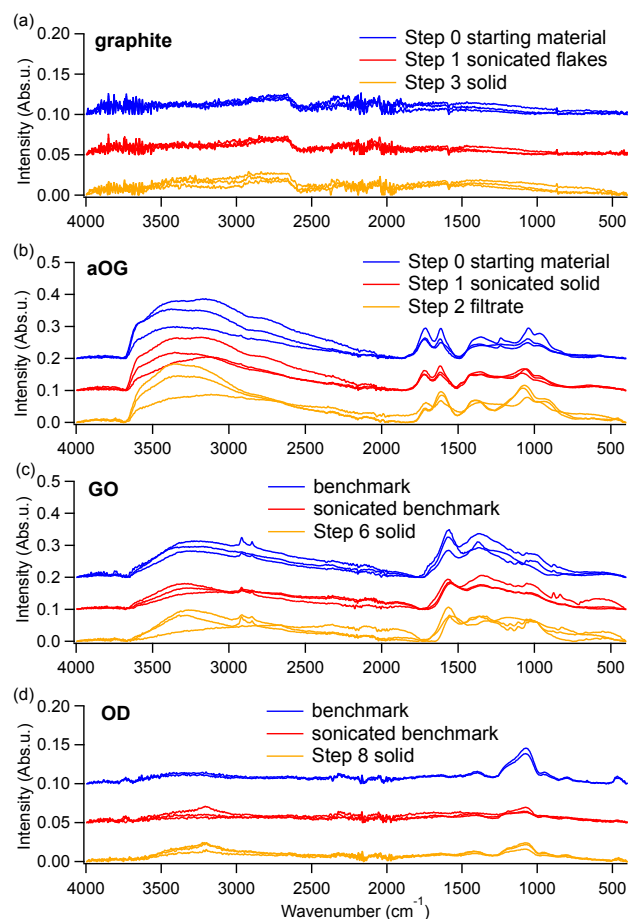 (a)
graphite
Step 0 starting material
Step 1 sonicated flakes
Step 3 solid
Intensity (Abs.u.)
0.20
0.15
0.10
0.05
0.00
4000 3500 3000 2500 2000 1500 1000 500
(b)
aOG
Step 0 starting material
Step 1 sonicated solid
Step 2 filtrate
Intensity (Abs.u.)
0.5
0.4
0.3
0.2
0.1
0.0
4000 3500 3000 2500 2000 1500 1000 500
(c)
GO
benchmark
sonicated benchmark
Step 6 solid
Intensity (Abs.u.)
0.5
0.4
0.3
0.2
0.1
0.0
4000 3500 3000 2500 2000 1500 1000 500
(d)
OD
benchmark
sonicated benchmark
Step 8 solid
Intensity (Abs.u.)
0.20
0.15
0.10
0.05
0.00
4000 3500 3000 2500 2000 1500 1000 500
Wavenumber (cm⁻¹)